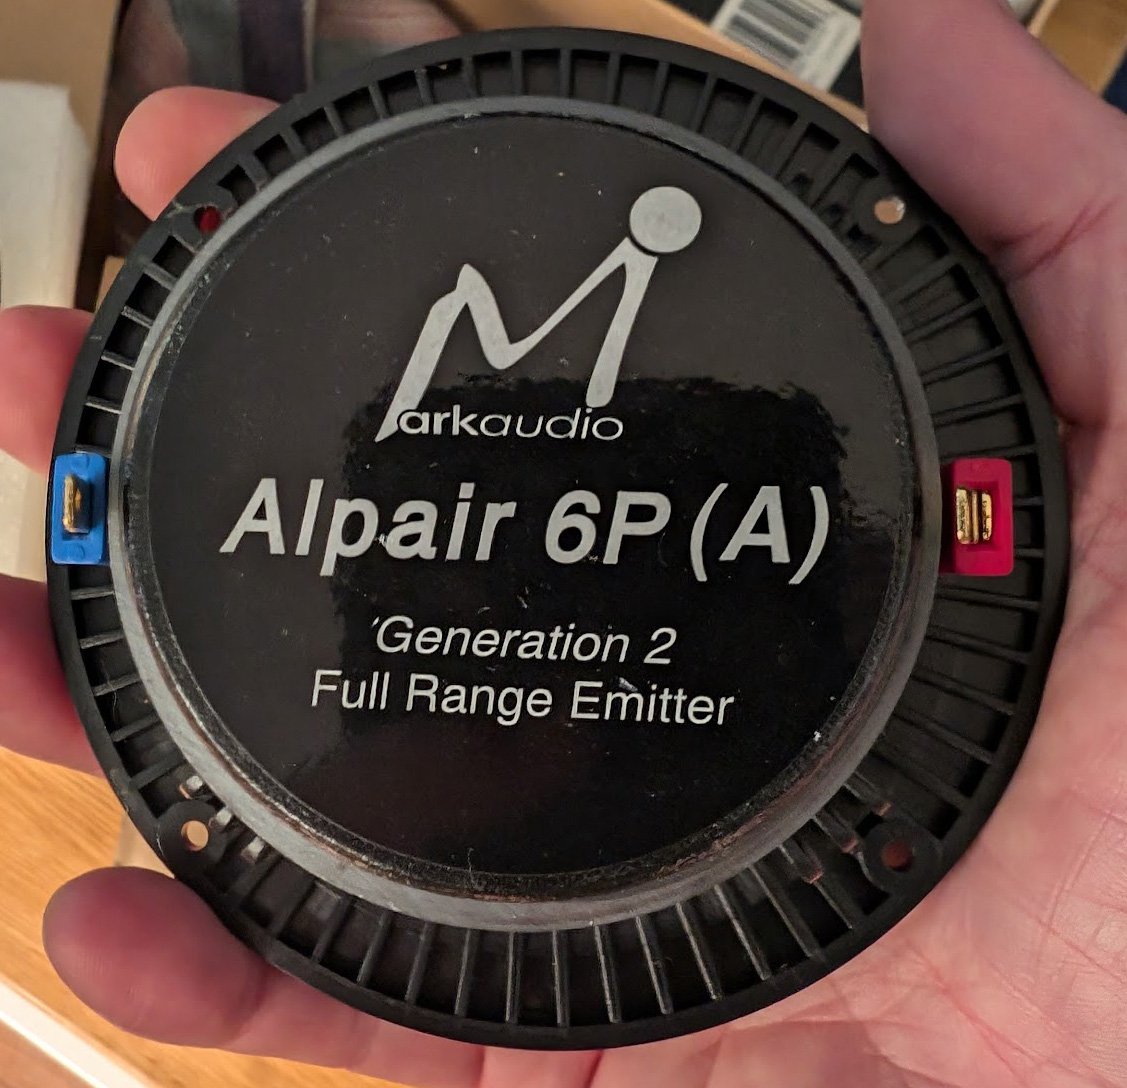 Markaudio
Alpair 6P (A)
Generation 2
Full Range Emitter